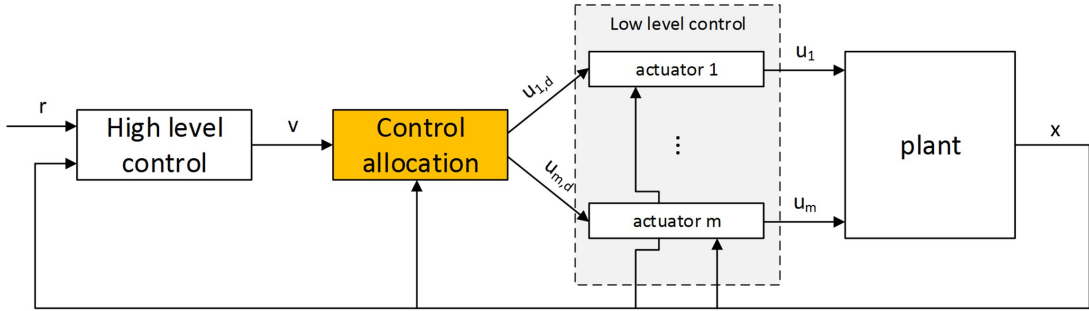 Low level control
actuator 1
u1
u1,d
r
High level
control
v
Control
allocation
⋮
plant
x
um,d
actuator m
um